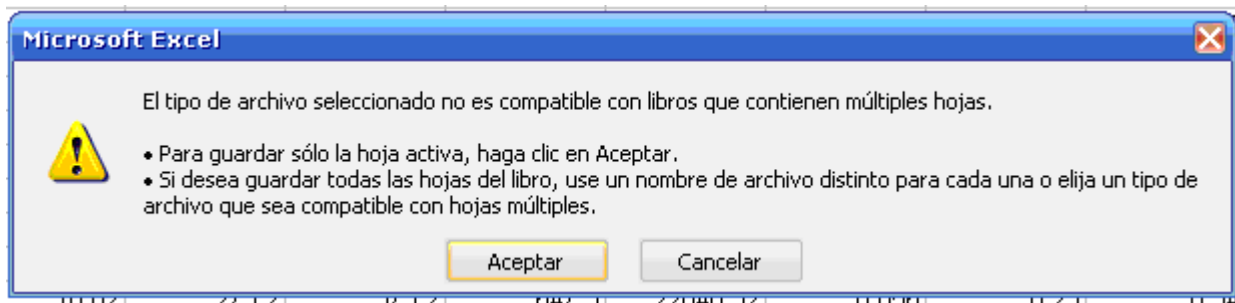 Microsoft Excel
El tipo de archivo seleccionado no es compatible con libros que contienen múltiples hojas.
• Para guardar sólo la hoja activa, haga clic en Aceptar.
• Si desea guardar todas las hojas del libro, use un nombre de archivo distinto para cada una o elija un tipo de
archivo que sea compatible con hojas múltiples.
Aceptar Cancelar